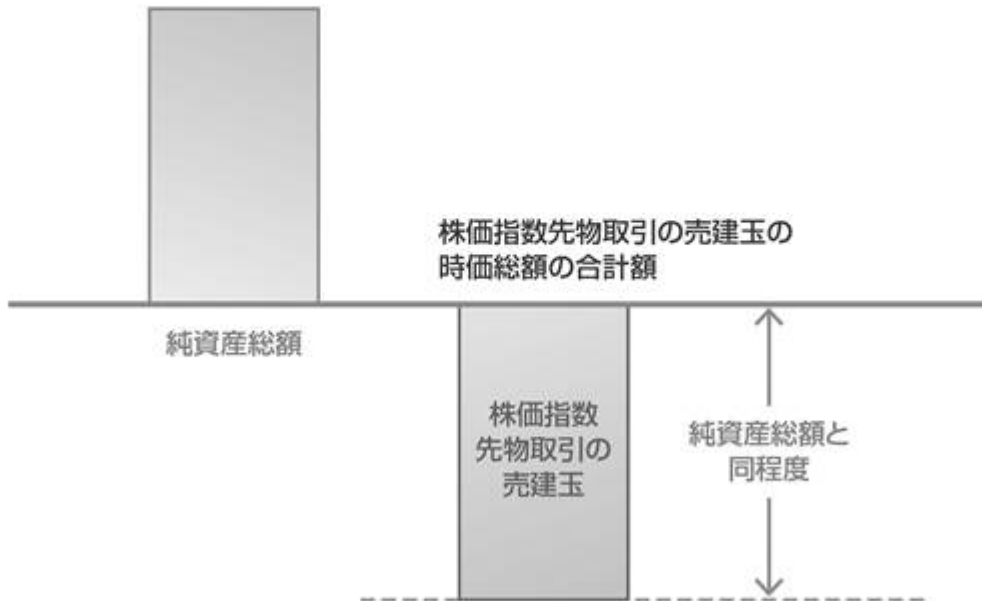 株価指数先物取引の売建玉の
時価総額の合計額
純資産総額
株価指数
先物取引の
売建玉
純資産総額と
同程度